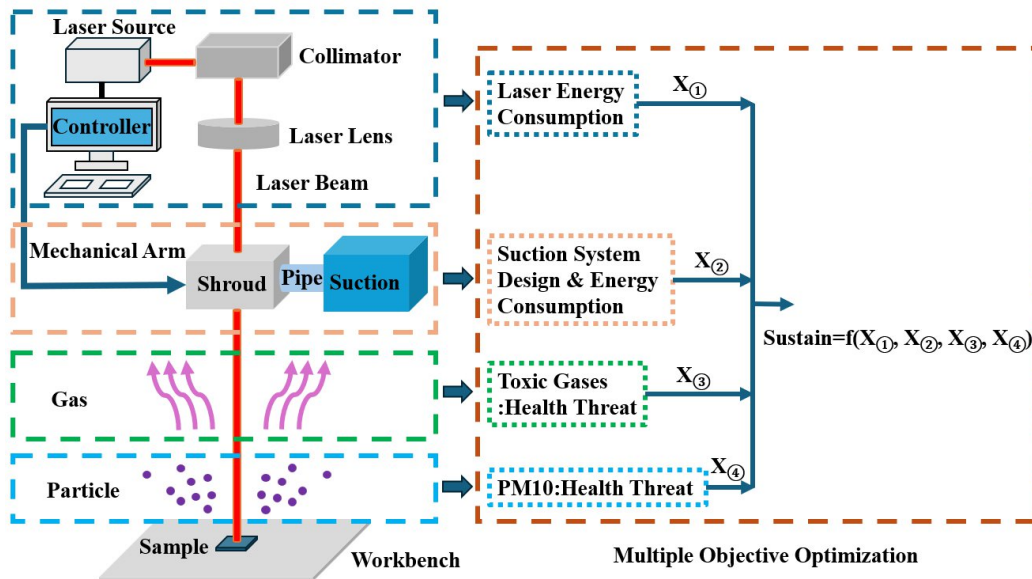 Laser Source
Collimator
Controller
Laser Lens
Laser Beam
Mechanical Arm
Shroud
Pipe
Suction
Gas
Particle
Sample
Workbench
Laser Energy
Consumption
X①
Suction System
Design & Energy
Consumption
X②
Toxic Gases
:Health Threat
X③
PM10:Health Threat
X④
Sustain=f(X①, X②, X③, X④)
Multiple Objective Optimization